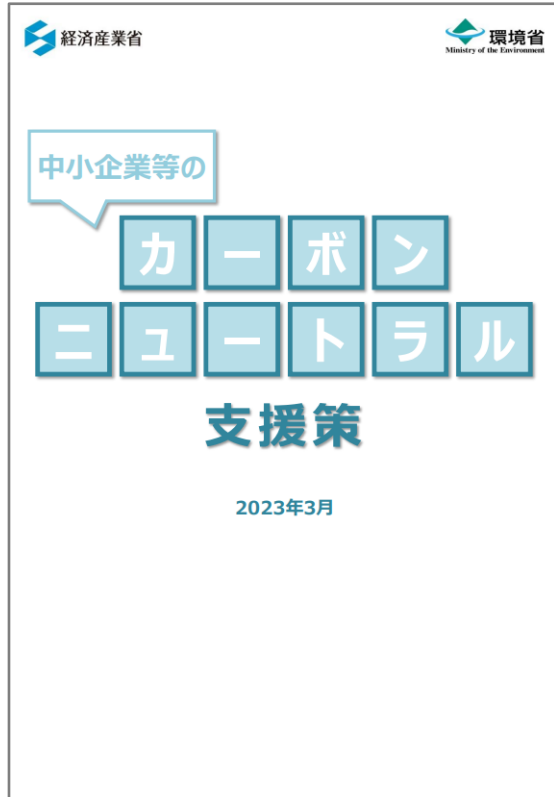 経済産業省
環境省
Ministry of the Environment
中小企業等の
カーボン
ニュートラル
支援策
2023年3月